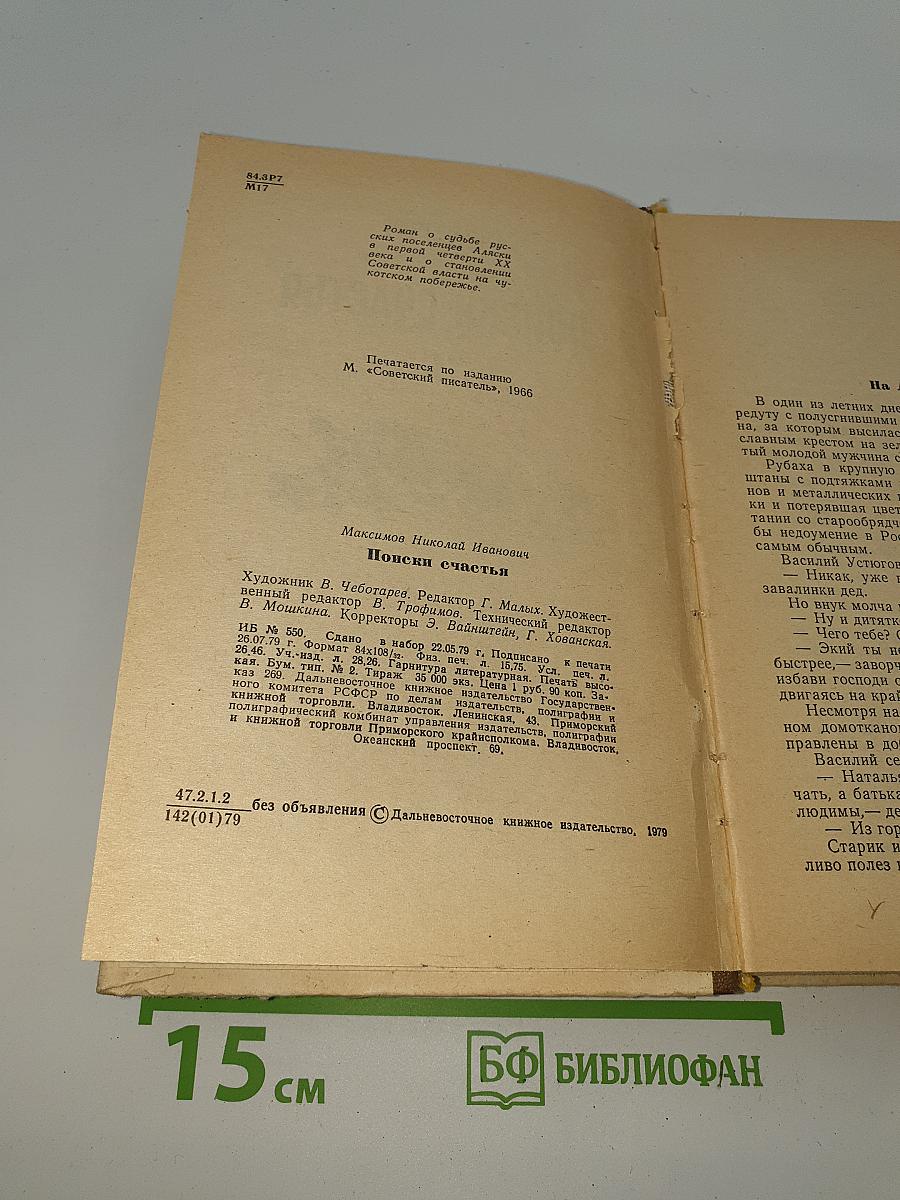 84.3Р7
М17
Роман о судьбе рус-
ских поселенцев Аляски
в первой четверти XX
века и о становлении
Советской власти на чу-
котском побережье.
Печатается по изданию
М. «Советский писатель», 1966
Максимов Николай Иванович
Поиски счастья
Художник В. Чеботарев. Редактор Г. Малых. Художест-
венный редактор В. Трофимов. Технический редактор
В. Мошкина. Корректоры Э. Вайнштейн, Г. Хованская.
ИБ № 550. Сдано в набор 22.05.79 г. Подписано к печати
26.07.79 г. Формат 84х108/32. Физ. печ. л. 15,75. Усл. печ. л.
26,46. Уч.-изд. л. 28,26. Гарнитура литературная. Печать высо-
кая. Бум. тип. № 2. Тираж 35 000 экз. Цена 1 руб. 90 коп. За-
каз 269. Дальневосточное книжное издательство Государствен-
ного комитета РСФСР по делам издательств, полиграфии и
книжной торговли. Владивосток. Ленинская, 43. Приморский
полиграфический комбинат управления издательств, полиграфии
и книжной торговли Приморского крайисполкома. Владивосток,
Океанский проспект, 69.
47.2.1.2
142(01)79
без объявления © Дальневосточное книжное издательство, 1979
На
В один из летних дне
редуту с полусгнившими
на, за которым высилас
славным крестом на зел
тый молодой мужчина с
Рубаха в крупную
штаны с подтяжками
нов и металлических
ки и потерявшая цвет
тании со старообрядч
бы недоумение в Рос
самым обычным.
Василий Устюгов
— Никак, уже
завалинки дед.
Но внук молча
— Ну и дитятк
— Чего тебе? С
— Экий ты не
быстрее,— заворч
избави господи с
двигаясь на край
Несмотря на
ном домоткано
правлены в доб
Василий се
— Наталья
чать, а батька
людимы,— де
— Из гор
Старик и
ливо полез
15 см
БФ БИБЛИОФАН